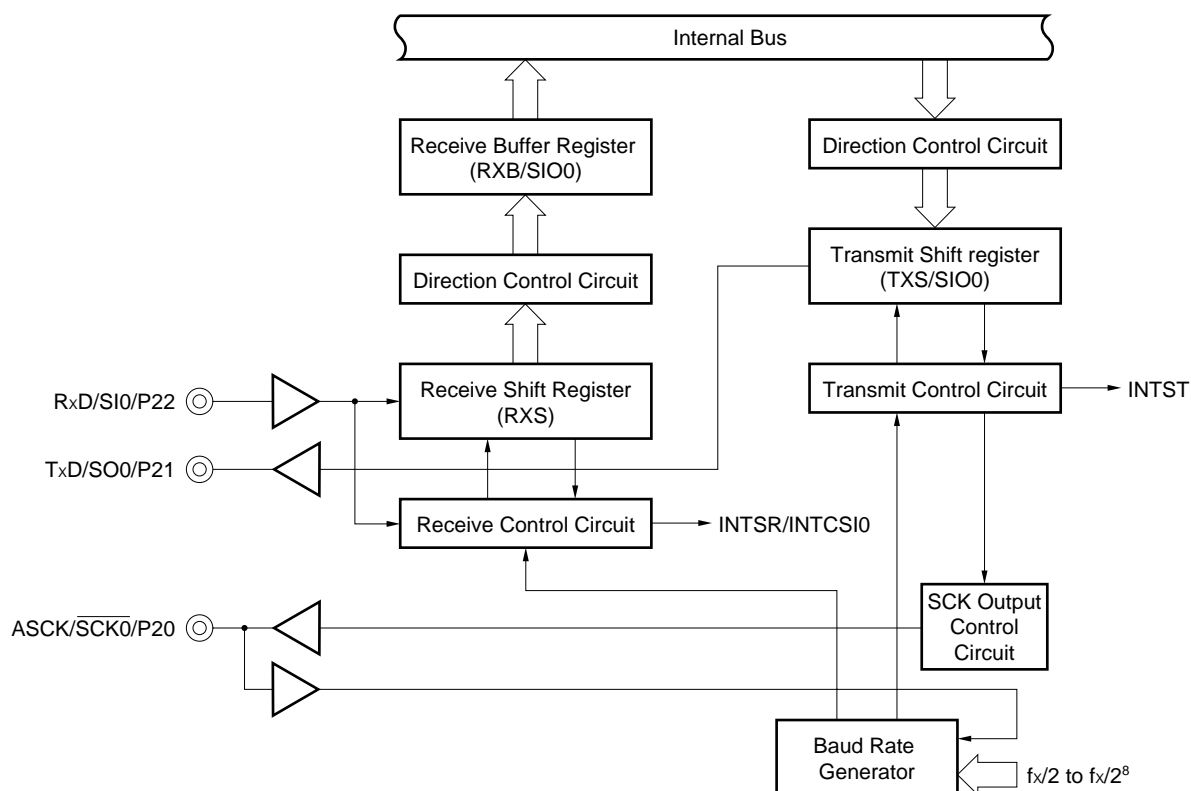 Internal Bus
Receive Buffer Register
(RXB/SIO0)
Direction Control Circuit
Direction Control Circuit
Transmit Shift register
(TXS/SIO0)
Receive Shift Register
(RXS)
Transmit Control Circuit
INTST
RxD/SI0/P22
TxD/SO0/P21
Receive Control Circuit
INTSR/INTCSI0
ASCK/S̅C̅K̅0̅/P20
SCK Output
Control
Circuit
Baud Rate
Generator
fx/2 to fx/2⁸